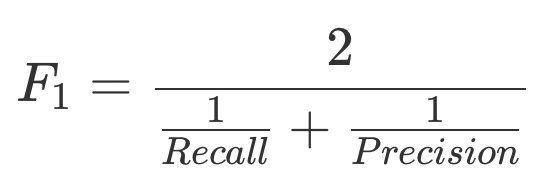 F₁ = 2 / (1/Recall + 1/Precision)